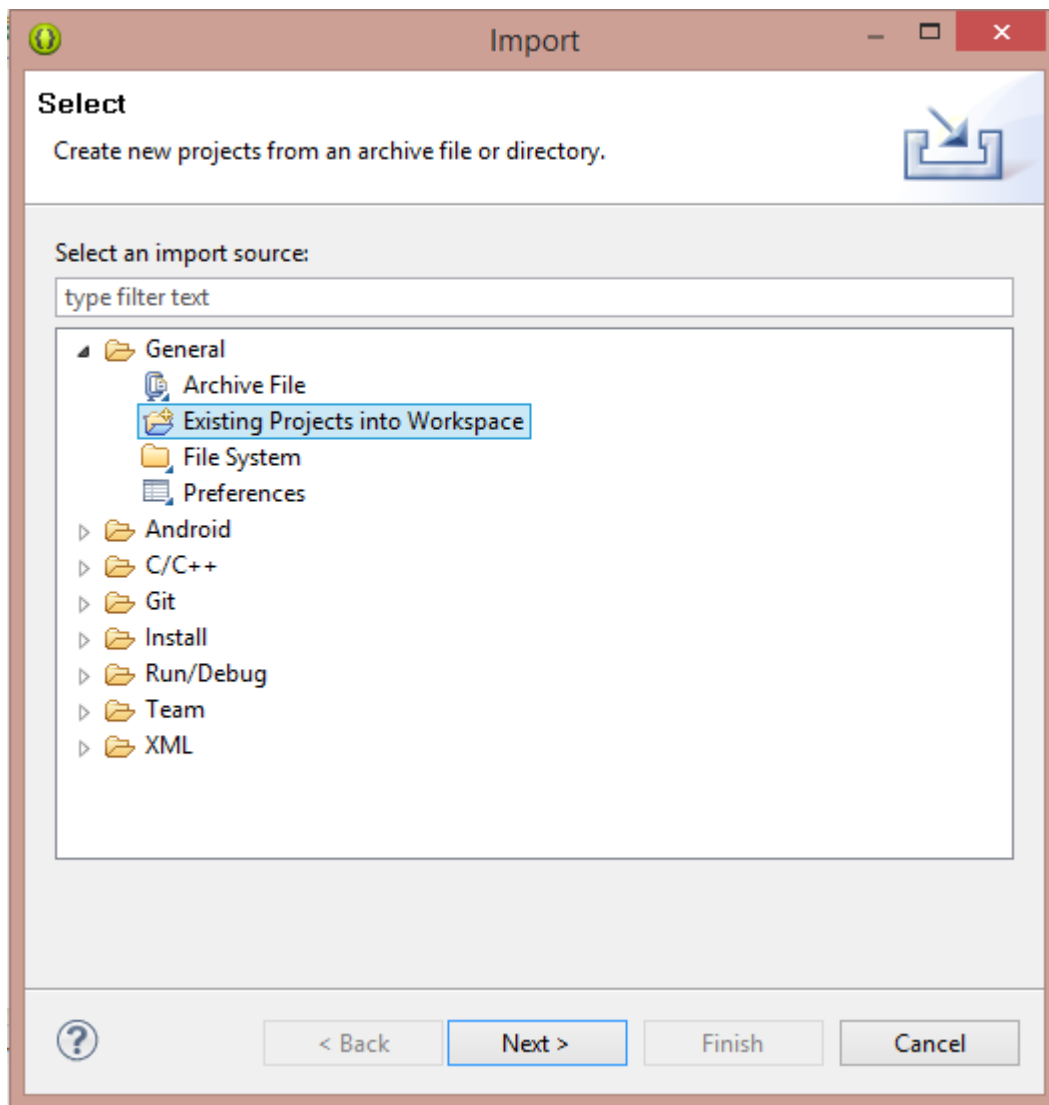 Import
Select
Create new projects from an archive file or directory.
Select an import source:
type filter text
General
Archive File
Existing Projects into Workspace
File System
Preferences
Android
C/C++
Git
Install
Run/Debug
Team
XML
< Back Next > Finish Cancel